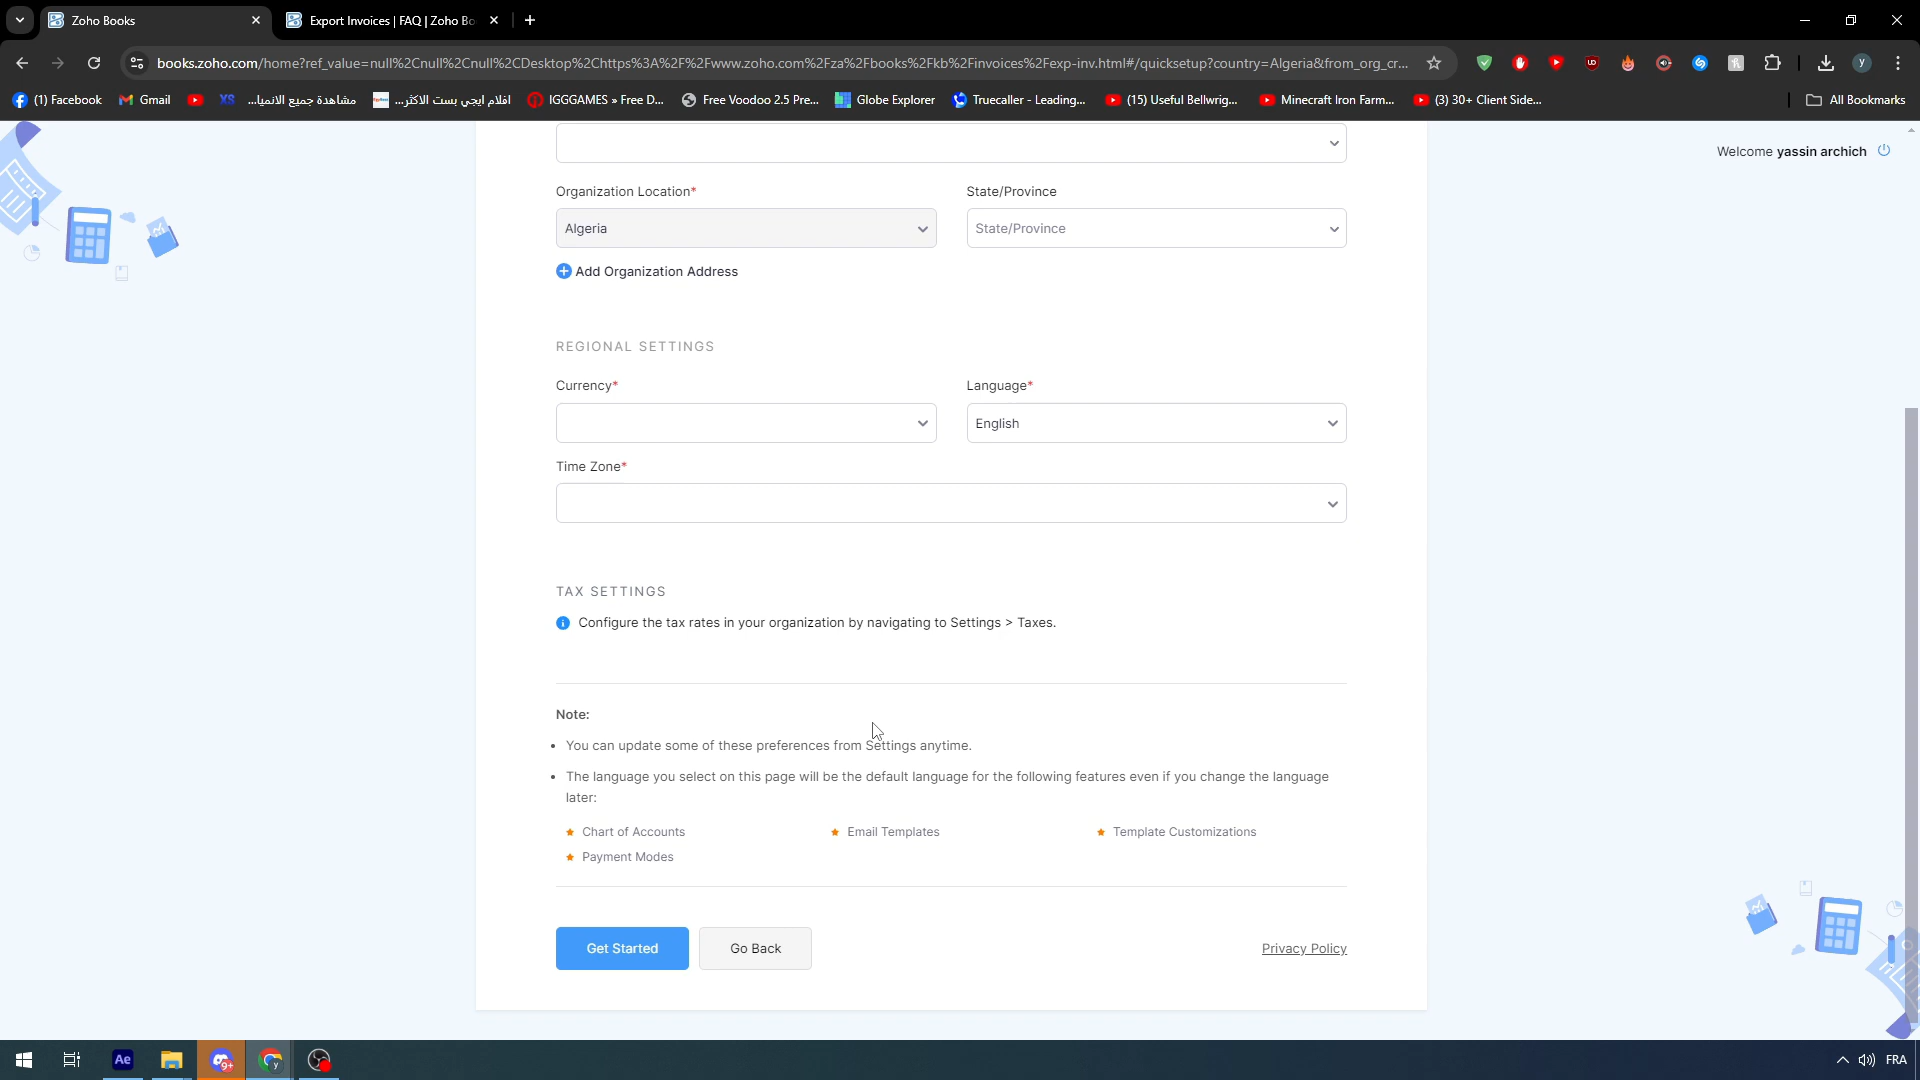 Zoho Books
Export Invoices | FAQ | Zoho Bo
books.zoho.com/home?ref_value=null%2Cnull%2Cnull%2CDesktop%2Chttps%3A%2F%2Fwww.zoho.com%2Fza%2Fbooks%2Fkb%2Finvoices%2Fexp-inv.html#/quicksetup?country=Algeria&from_org_cr...
y
(1) Facebook
Gmail
XS
مشاهدة جميع الانميا...
افلام ايجي بست الاكثر...
IGGGAMES » Free D...
Free Voodoo 2.5 Pre...
Globe Explorer
Truecaller - Leading...
(15) Useful Bellwrig...
Minecraft Iron Farm...
(3) 30+ Client Side...
All Bookmarks
Welcome yassin archich
Organization Location*
State/Province
Algeria
State/Province
Add Organization Address
REGIONAL SETTINGS
Currency*
Language*
English
Time Zone*
TAX SETTINGS
Configure the tax rates in your organization by navigating to Settings > Taxes.
Note:
• You can update some of these preferences from Settings anytime.
• The language you select on this page will be the default language for the following features even if you change the language
later:
Chart of Accounts
Email Templates
Template Customizations
Payment Modes
Get Started
Go Back
Privacy Policy
Ae
9+
y
FRA